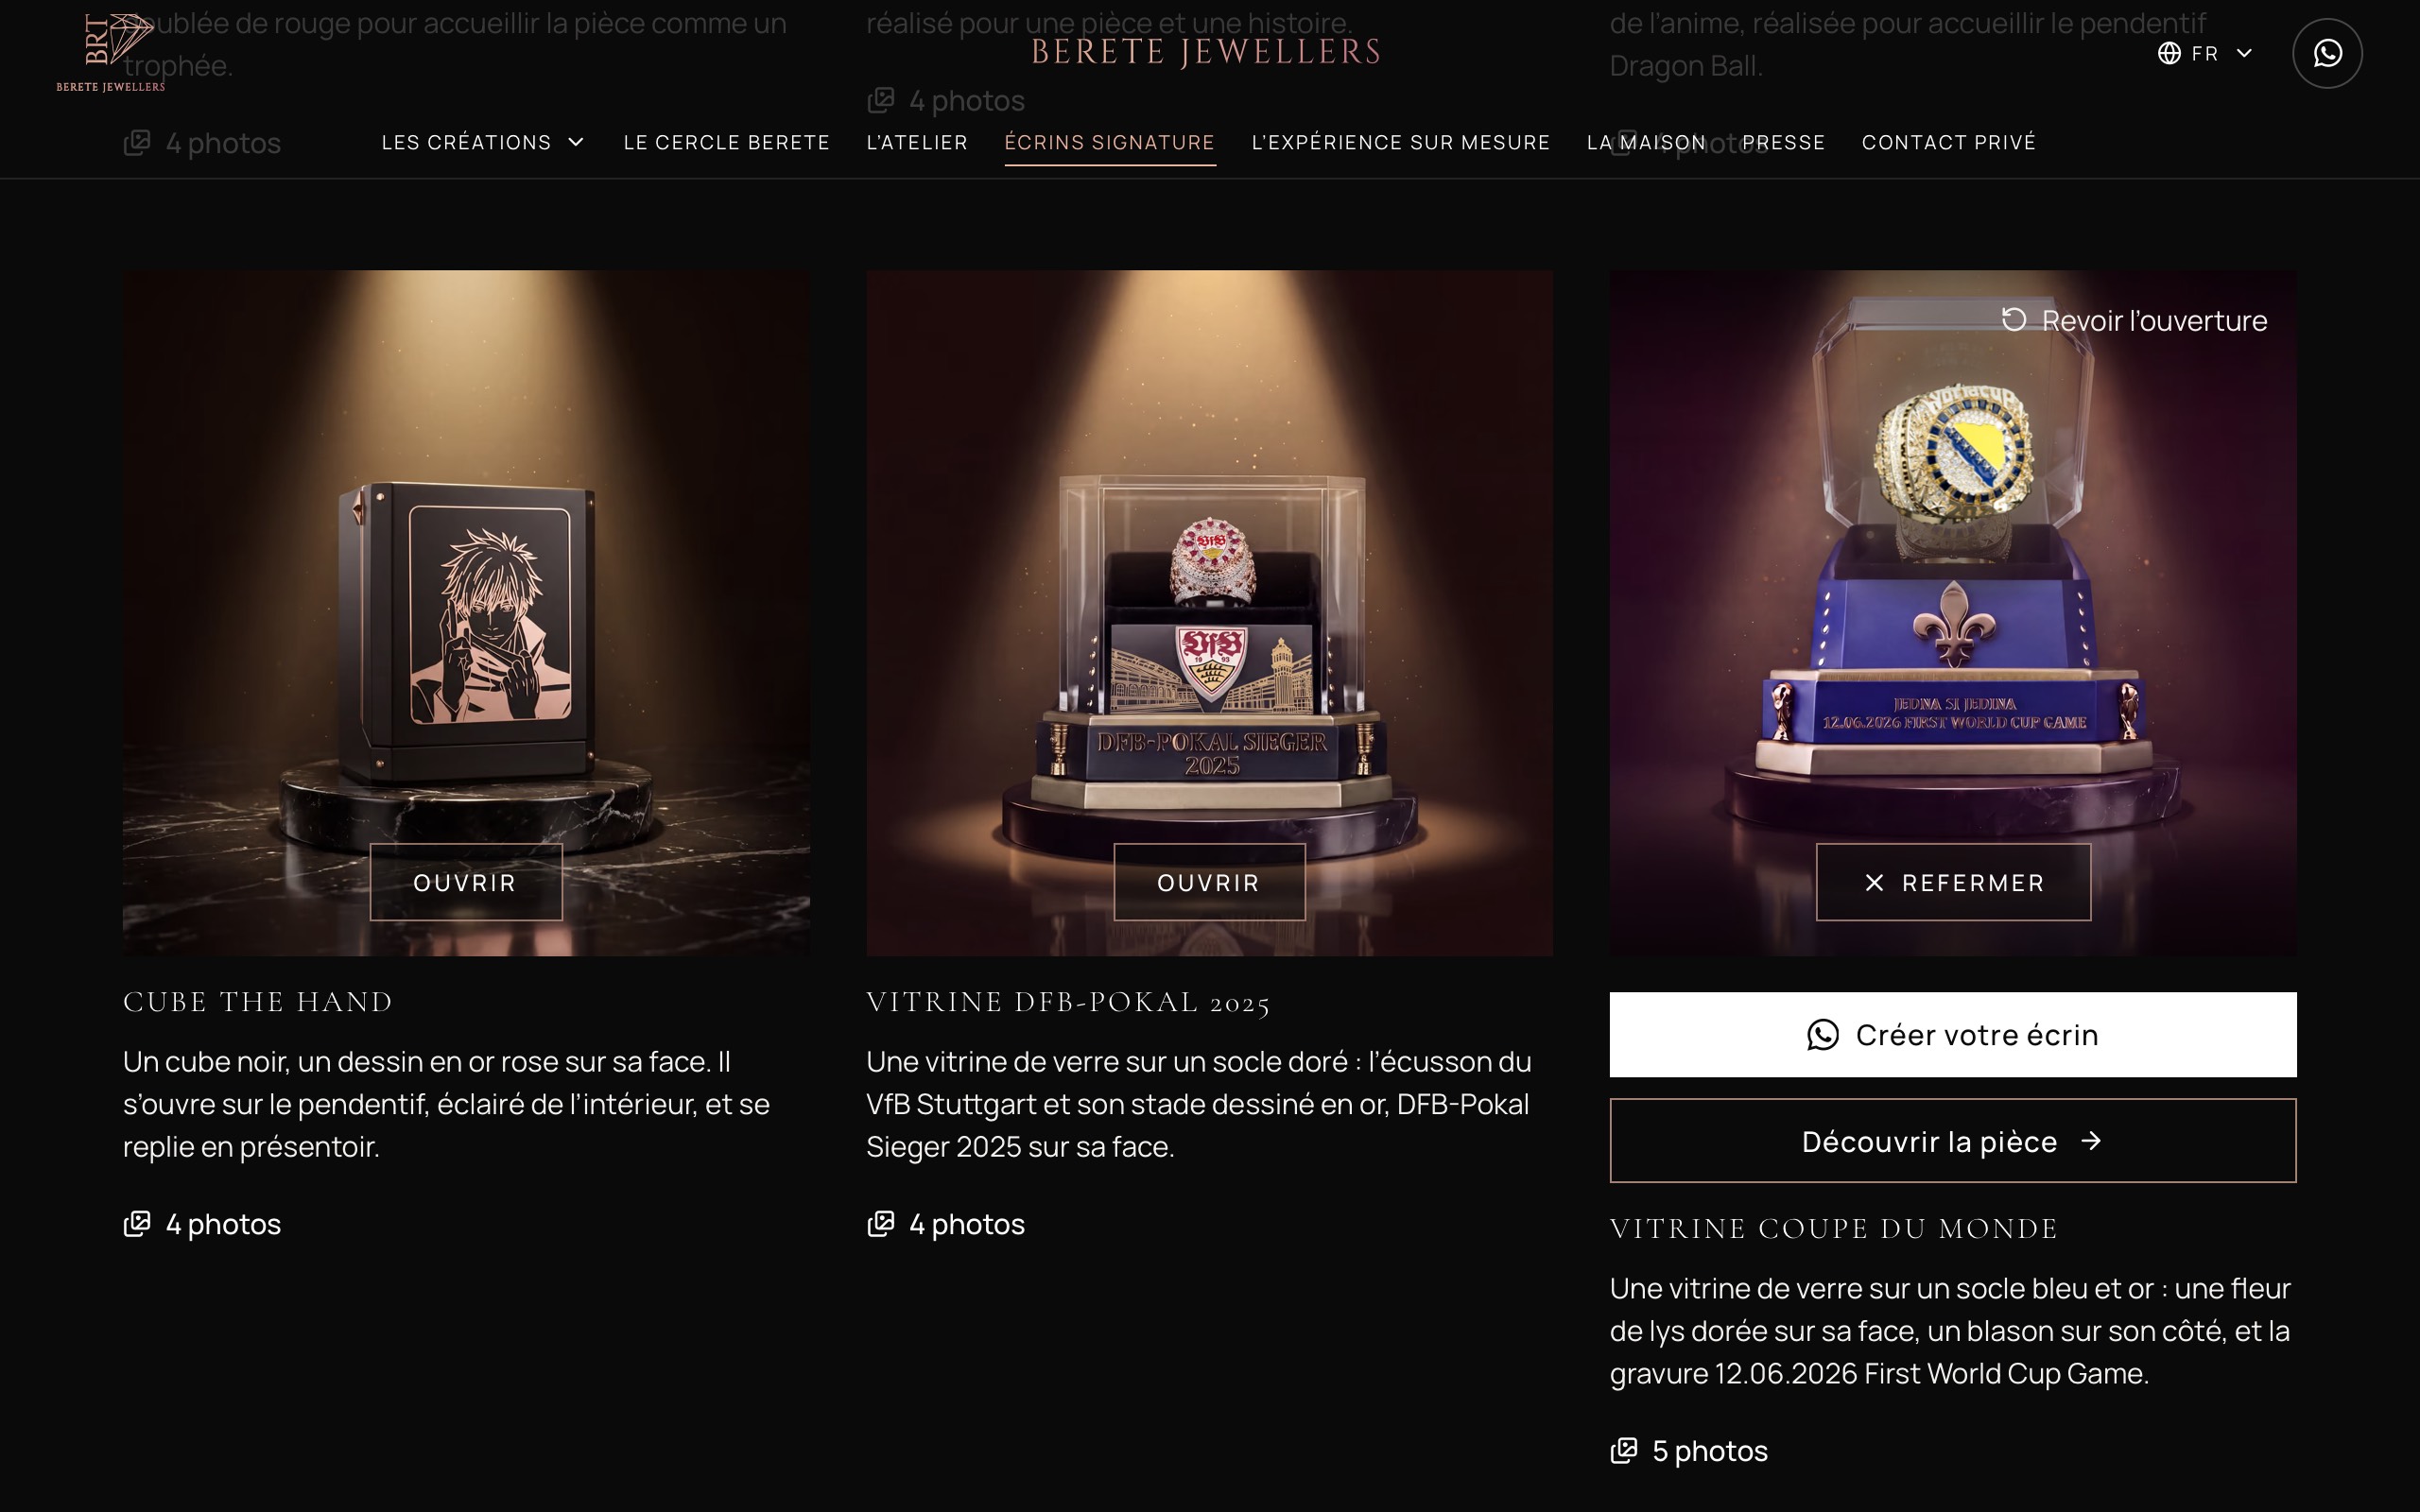 doublée de rouge pour accueillir la pièce comme un
trophée.
4 photos
réalisé pour une pièce et une histoire.
4 photos
de l'anime, réalisée pour accueillir le pendentif
Dragon Ball.
4 photos
BRT
BERETE JEWELLERS
BERETE JEWELLERS
FR
LES CRÉATIONS
LE CERCLE BERETE
L'ATELIER
ÉCRINS SIGNATURE
L'EXPÉRIENCE SUR MESURE
LA MAISON
PRESSE
CONTACT PRIVÉ
OUVRIR
CUBE THE HAND
Un cube noir, un dessin en or rose sur sa face. Il
s'ouvre sur le pendentif, éclairé de l'intérieur, et se
replie en présentoir.
4 photos
VfB
VfB
1893
DFB-POKAL SIEGER
2025
OUVRIR
VITRINE DFB-POKAL 2025
Une vitrine de verre sur un socle doré : l'écusson du
VfB Stuttgart et son stade dessiné en or, DFB-Pokal
Sieger 2025 sur sa face.
4 photos
Revoir l'ouverture
WorldCup
JEDNA SI JEDINA
12.06.2026 FIRST WORLD CUP GAME
REFERMER
Créer votre écrin
Découvrir la pièce
VITRINE COUPE DU MONDE
Une vitrine de verre sur un socle bleu et or : une fleur
de lys dorée sur sa face, un blason sur son côté, et la
gravure 12.06.2026 First World Cup Game.
5 photos